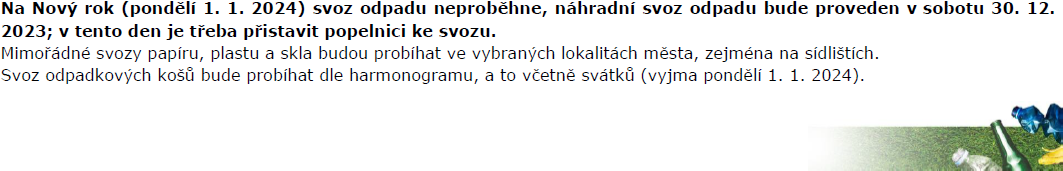 Na Nový rok (pondělí 1. 1. 2024) svoz odpadu neproběhne, náhradní svoz odpadu bude proveden v sobotu 30. 12.
2023; v tento den je třeba přistavit popelnici ke svozu.
Mimořádné svozy papíru, plastu a skla budou probíhat ve vybraných lokalitách města, zejména na sídlištích.
Svoz odpadkových košů bude probíhat dle harmonogramu, a to včetně svátků (vyjma pondělí 1. 1. 2024).